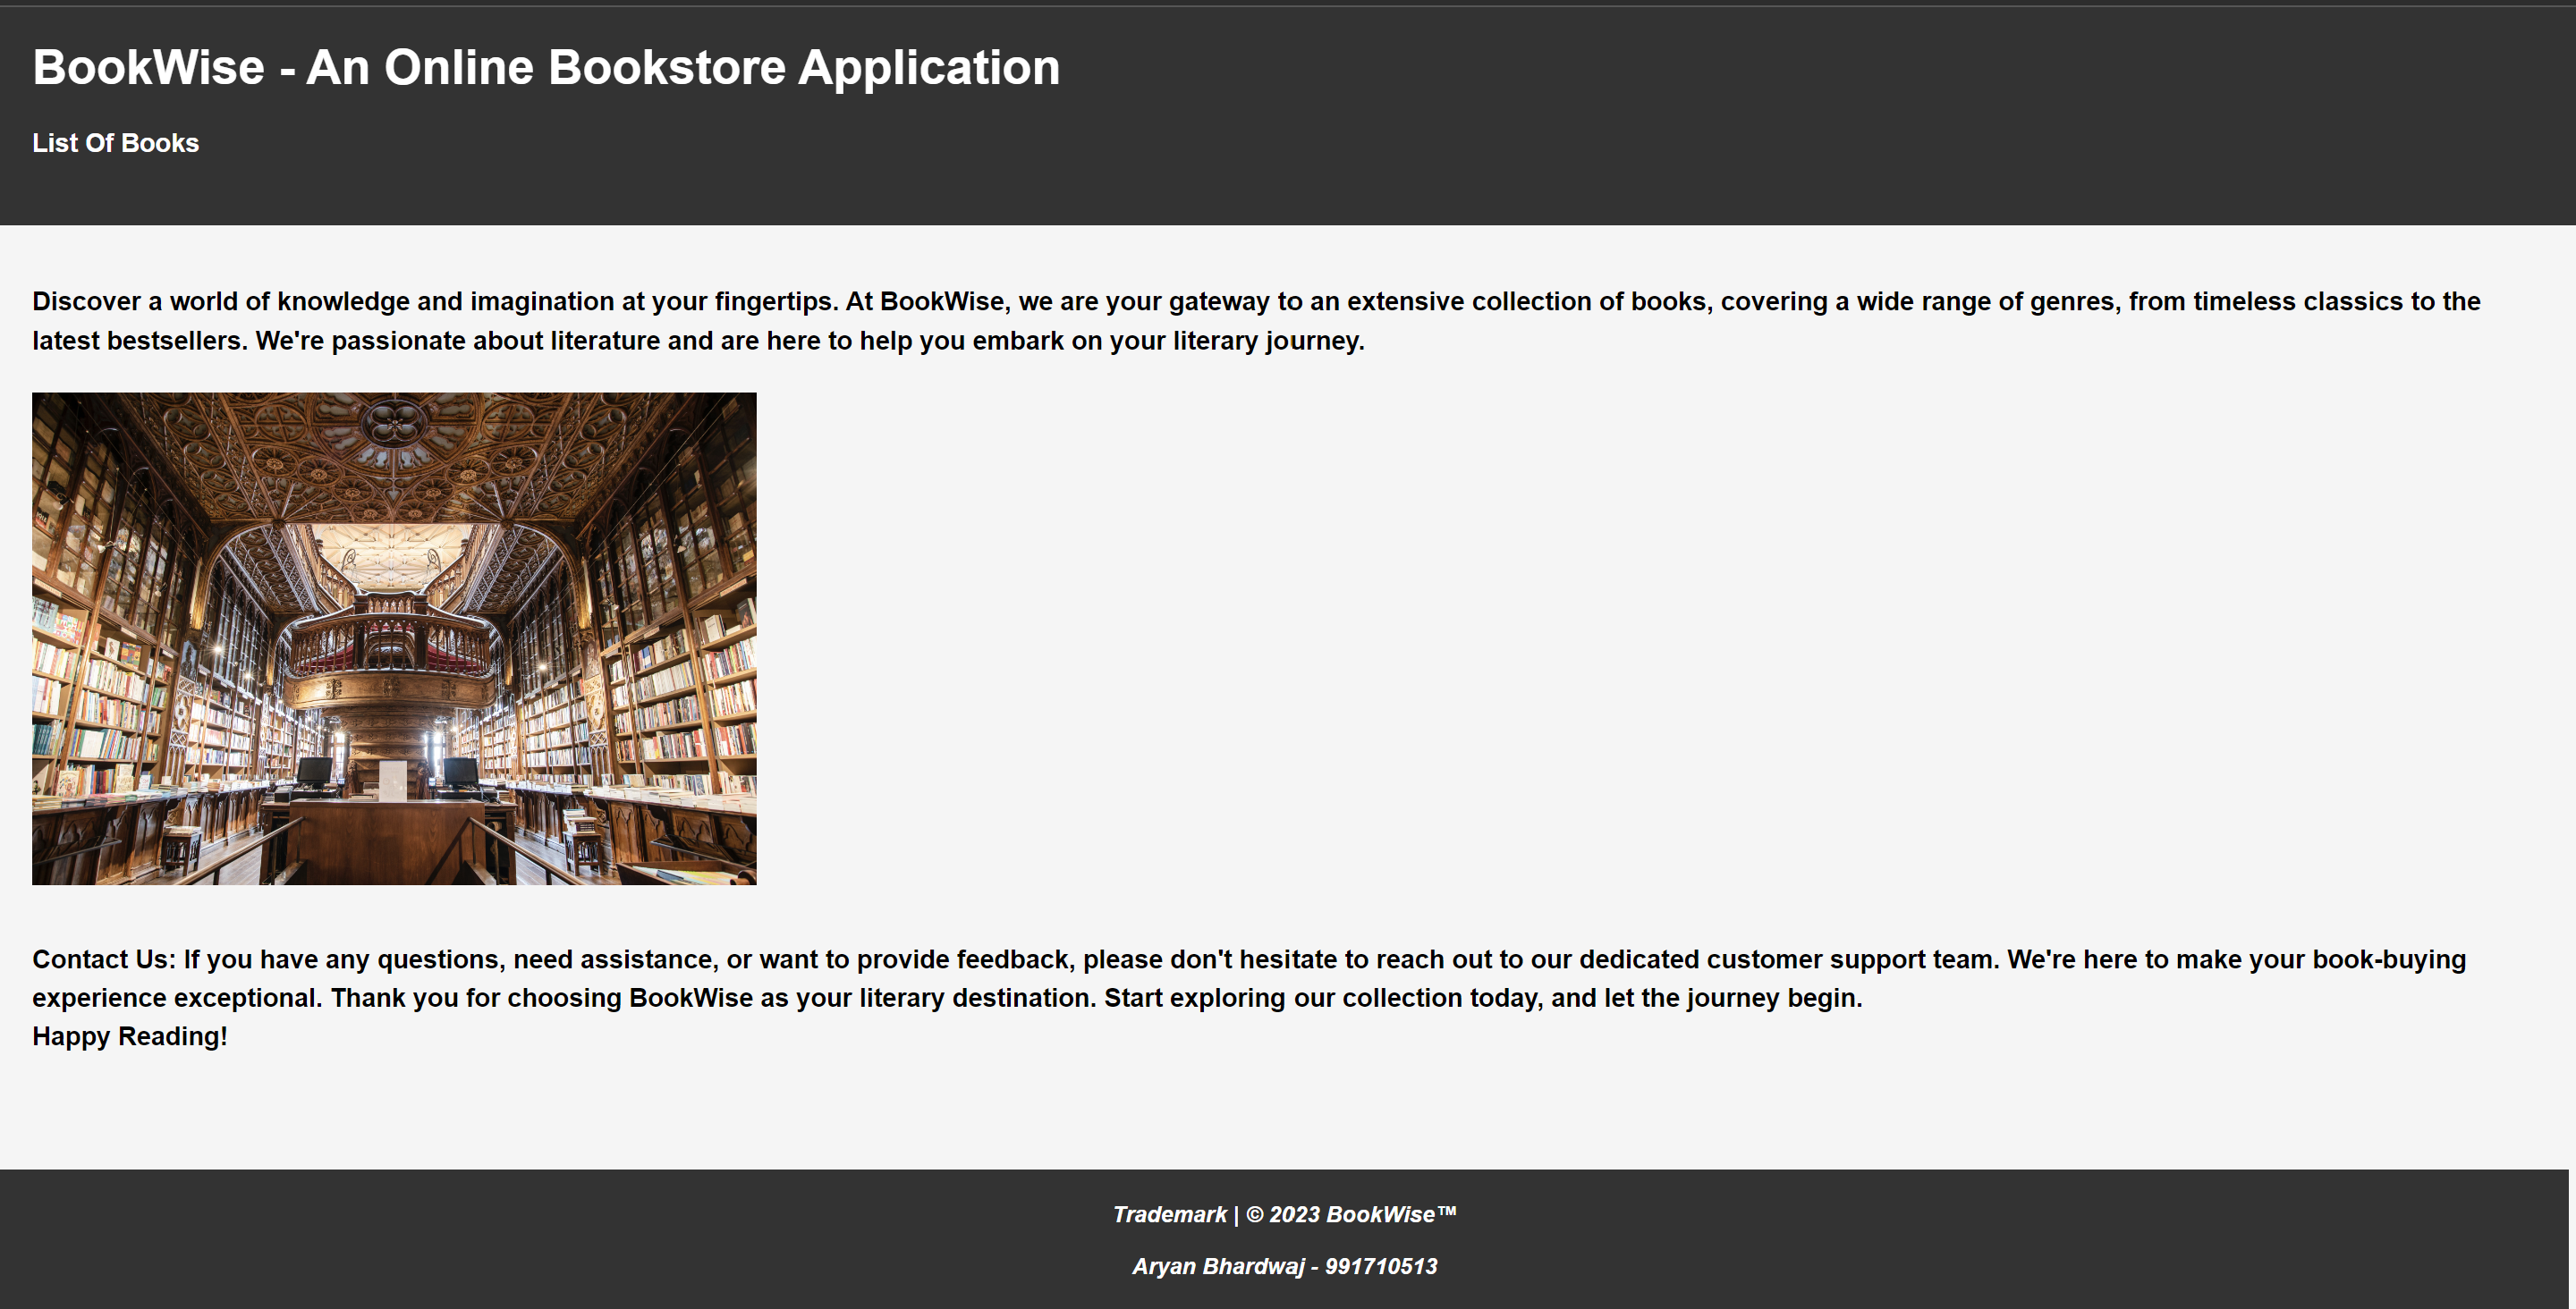 BookWise - An Online Bookstore Application
List Of Books
Discover a world of knowledge and imagination at your fingertips. At BookWise, we are your gateway to an extensive collection of books, covering a wide range of genres, from timeless classics to the
latest bestsellers. We're passionate about literature and are here to help you embark on your literary journey.
Contact Us: If you have any questions, need assistance, or want to provide feedback, please don't hesitate to reach out to our dedicated customer support team. We're here to make your book-buying
experience exceptional. Thank you for choosing BookWise as your literary destination. Start exploring our collection today, and let the journey begin.
Happy Reading!
Trademark | © 2023 BookWise™
Aryan Bhardwaj - 991710513